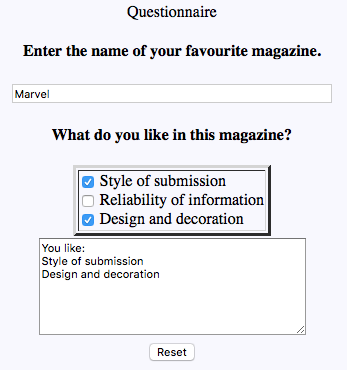 Questionnaire
Enter the name of your favourite magazine.
Marvel
What do you like in this magazine?
Style of submission
Reliability of information
Design and decoration
You like:
Style of submission
Design and decoration
Reset